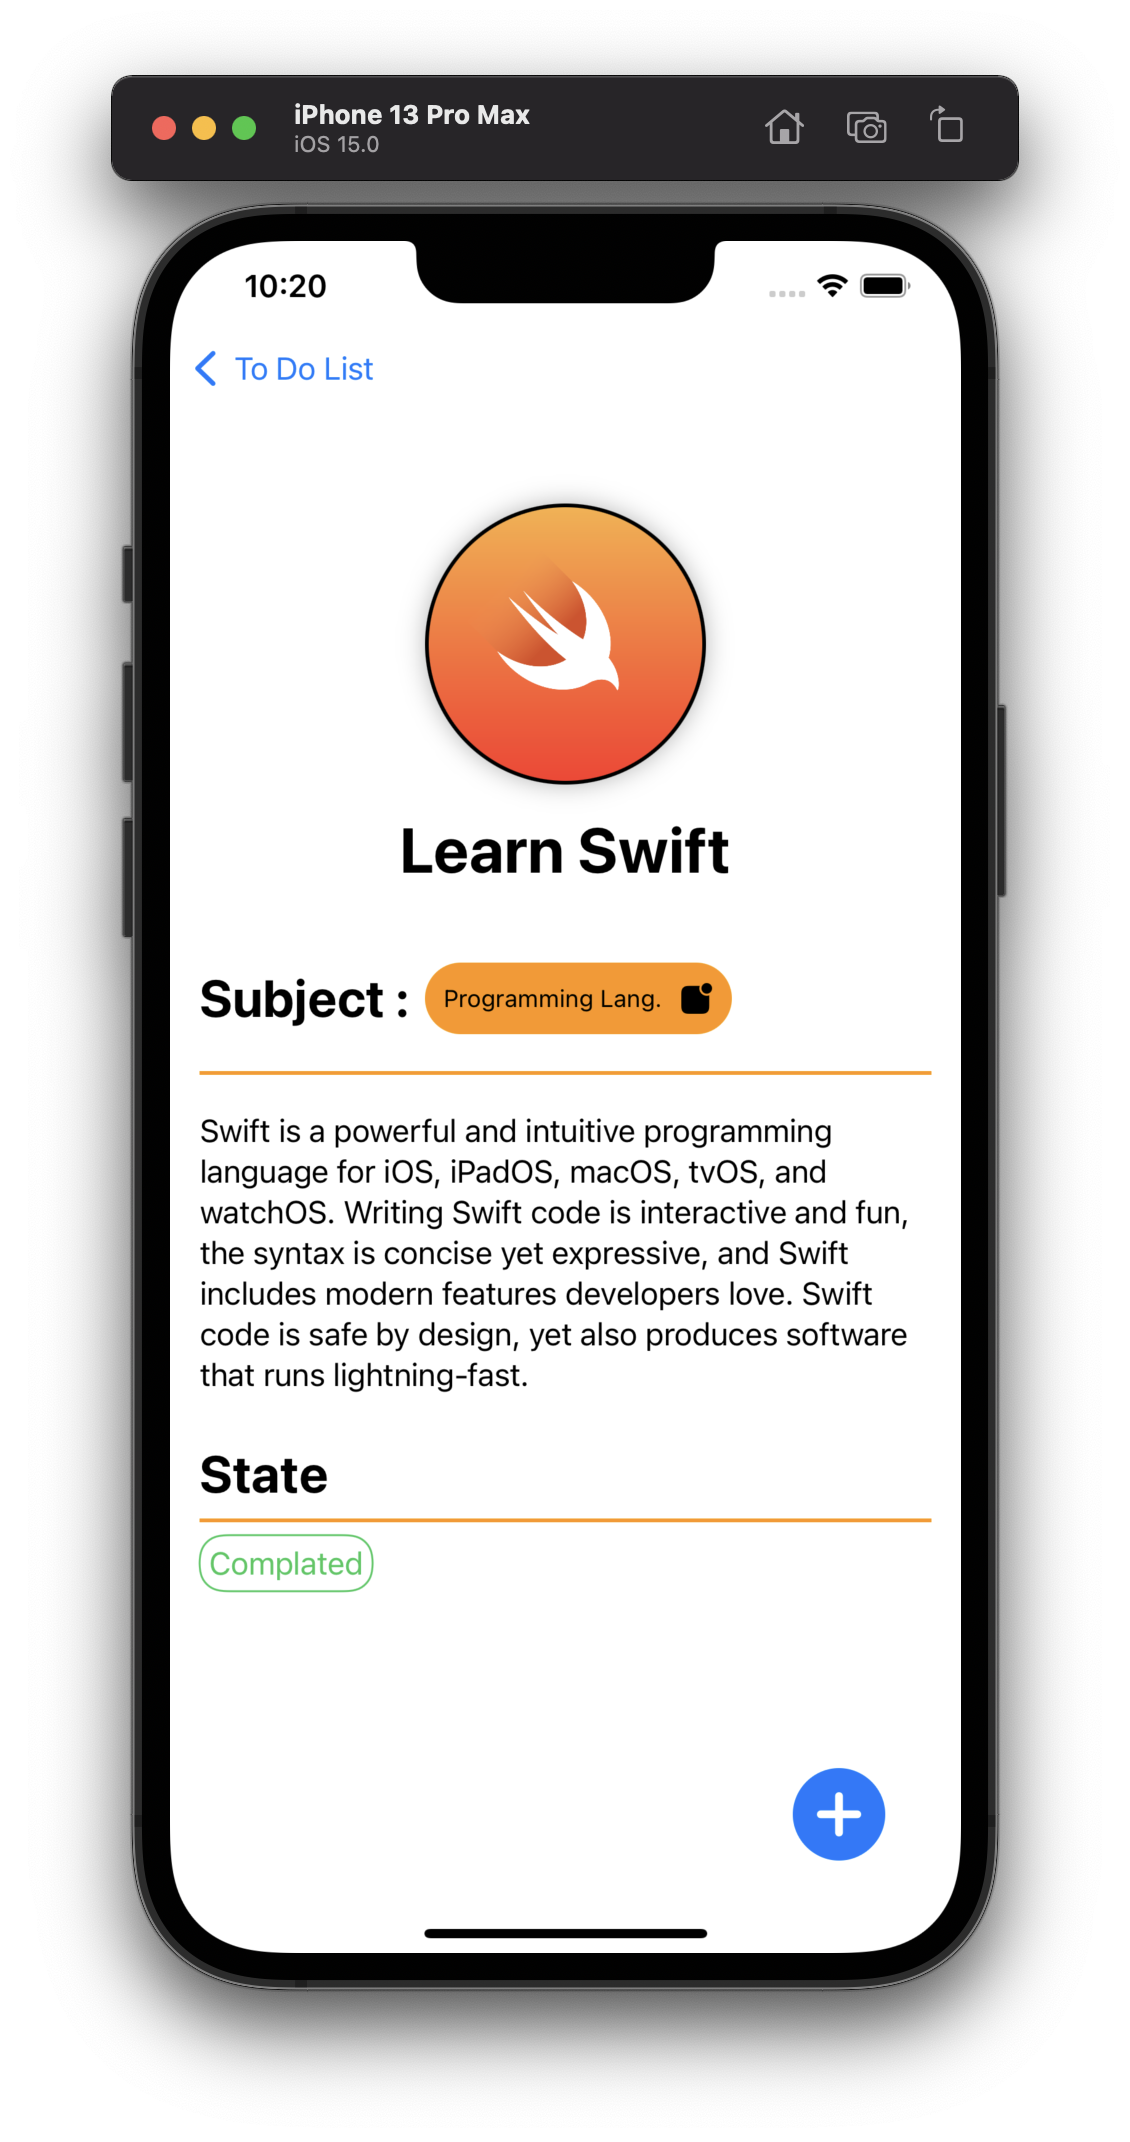 iPhone 13 Pro Max
iOS 15.0
10:20
To Do List
Learn Swift
Subject :
Programming Lang.
Swift is a powerful and intuitive programming
language for iOS, iPadOS, macOS, tvOS, and
watchOS. Writing Swift code is interactive and fun,
the syntax is concise yet expressive, and Swift
includes modern features developers love. Swift
code is safe by design, yet also produces software
that runs lightning-fast.
State
Complated